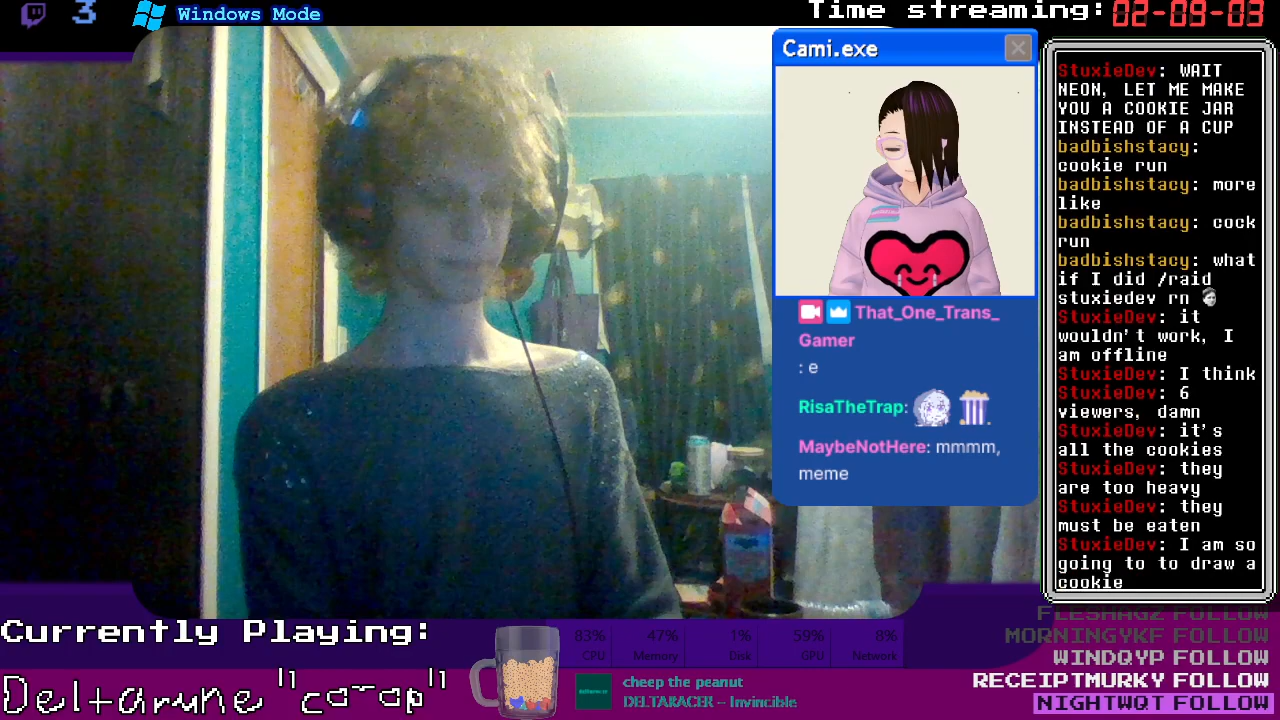 3
Windows Mode
Time streaming: 02-09-03
Cami.exe
That_One_Trans_
Gamer
: e
RisaTheTrap:
MaybeNotHere: mmmm,
meme
StuxieDev: WAIT
NEON, LET ME MAKE
YOU A COOKIE JAR
INSTEAD OF A CUP
badbishstacy:
cookie run
badbishstacy: more
like
badbishstacy: cock
run
badbishstacy: what
if I did /raid
stuxiedev rn
StuxieDev: it
wouldn't work, I
am offline
StuxieDev: I think
StuxieDev: 6
viewers, damn
StuxieDev: it's
all the cookies
StuxieDev: they
are too heavy
StuxieDev: they
must be eaten
StuxieDev: I am so
going to to draw a
cookie
Currently Playing:
Deltarune "co-op"
83% 47% 1% 59% 8%
CPU Memory Disk GPU Network
cheep the peanut
DELTARACER – Invincible
FLESHAGZ FOLLOW
MORNINGYKF FOLLOW
WINDQYP FOLLOW
RECEIPTMURKY FOLLOW
NIGHTWQT FOLLOW